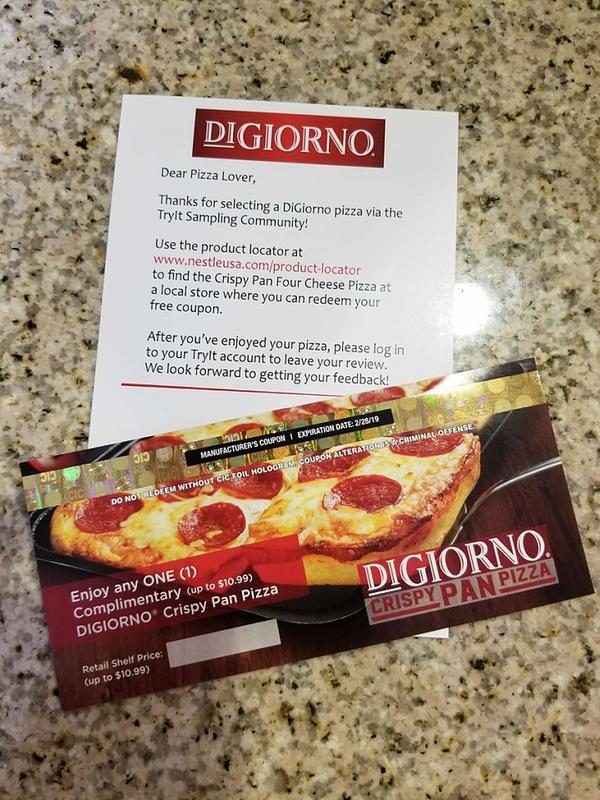 DIGIORNO®
Dear Pizza Lover,
Thanks for selecting a DiGiorno pizza via the
TryIt Sampling Community!
Use the product locator at
www.nestleusa.com/product-locator
to find the Crispy Pan Four Cheese Pizza at
a local store where you can redeem your
free coupon.
After you've enjoyed your pizza, please log in
to your TryIt account to leave your review.
We look forward to getting your feedback!
MANUFACTURER'S COUPON | EXPIRATION DATE: 2/28/19
DO NOT REDEEM WITHOUT CIC FOIL HOLOGRAM. COUPON ALTERATION IS A CRIMINAL OFFENSE.
CIC
CIC
CIC
Enjoy any ONE (1)
Complimentary (up to $10.99)
DIGIORNO® Crispy Pan Pizza
DIGIORNO®
CRISPY PAN PIZZA
Retail Shelf Price:
(up to $10.99)